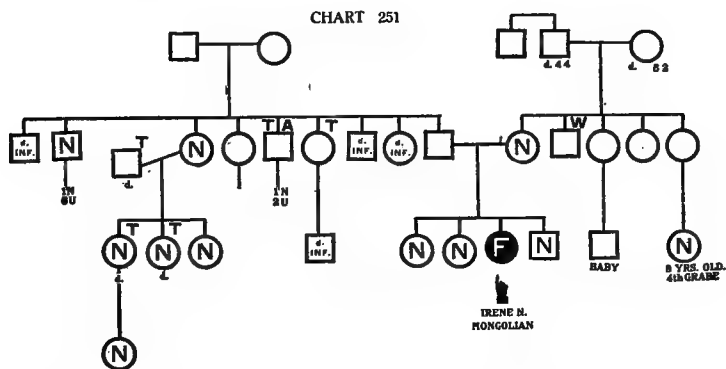 CHART 251
d. 44
d. 52
T
T A
T
W
d. INF.
N
N
d. INF.
d. INF.
N
d.
1N
6U
1N
2U
T
T
N
N
N
d. INF.
N
N
F
N
BABY
N
d.
d.
8 YRS. OLD.
4th GRADE
IRENE N.
MONGOLIAN
N